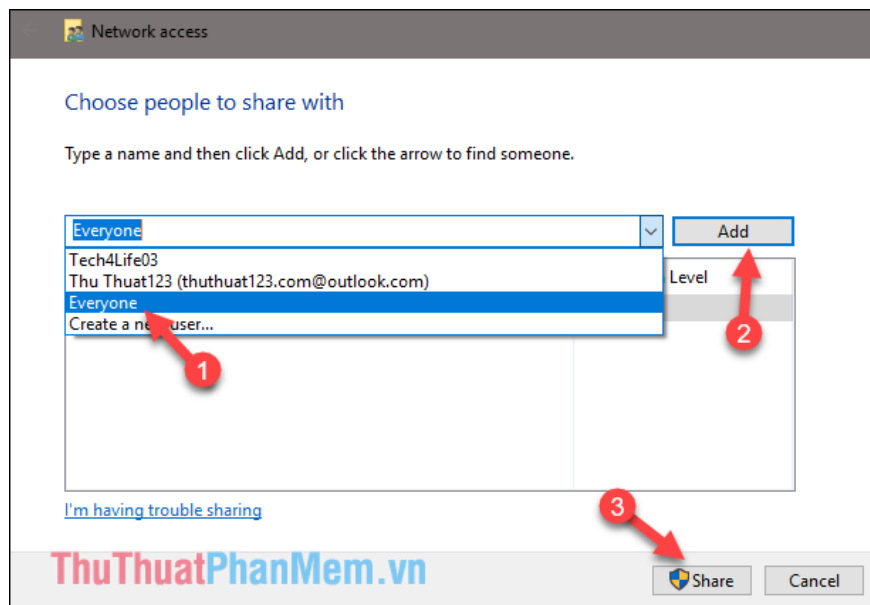 Network access
Choose people to share with
Type a name and then click Add, or click the arrow to find someone.
Everyone
Add
Tech4Life03
Thu Thuat123 (thuthuat123.com@outlook.com)
Level
Everyone
Create a new user...
1
2
I'm having trouble sharing
3
ThuThuatPhanMem.vn
Share
Cancel